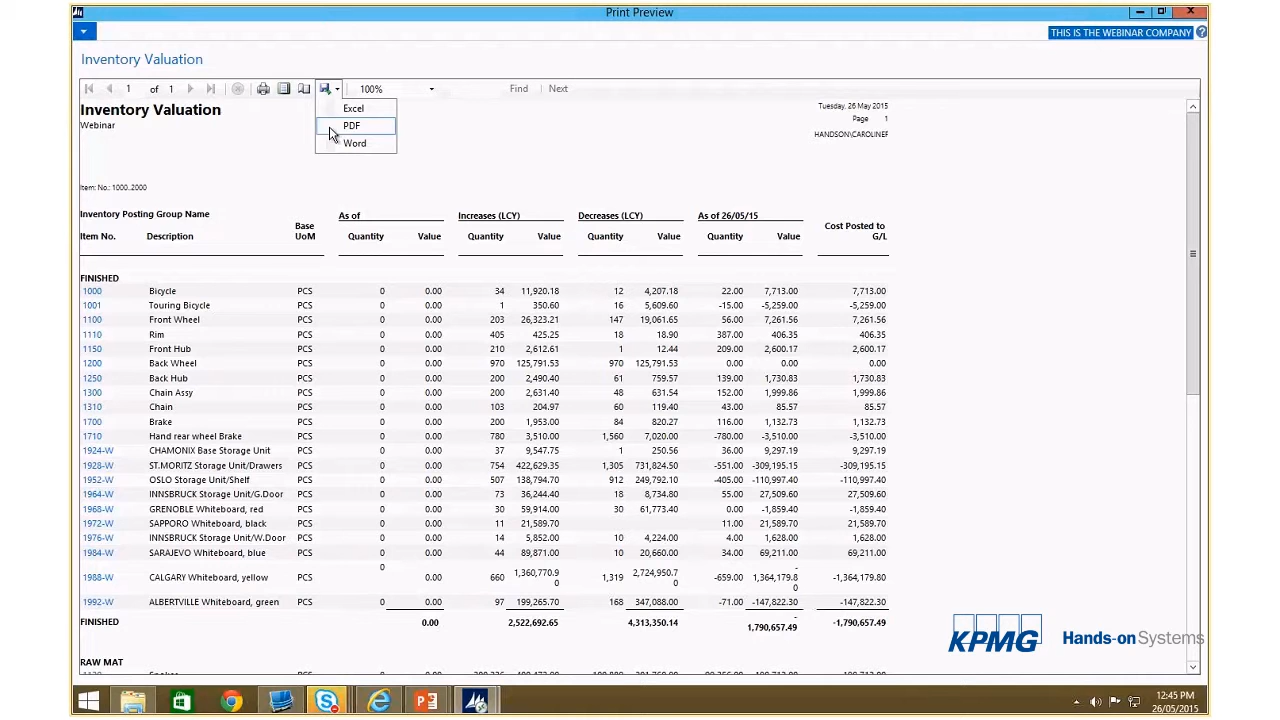 Print Preview
THIS IS THE WEBINAR COMPANY
Inventory Valuation
1 of 1 100% Find Next
Excel
PDF
Word
Inventory Valuation
Webinar
Tuesday, 26 May 2015
Page 1
HANDSON\CAROLINEF
Item: No.: 1000..2000
Inventory Posting Group Name As of Increases (LCY) Decreases (LCY) As of 26/05/15
Item No. Description Base UoM Quantity Value Quantity Value Quantity Value Quantity Value Cost Posted to G/L
FINISHED
1000 Bicycle PCS 0 0.00 34 11,920.18 12 4,207.18 22.00 7,713.00 7,713.00
1001 Touring Bicycle PCS 0 0.00 1 350.60 16 5,609.60 -15.00 -5,259.00 -5,259.00
1100 Front Wheel PCS 0 0.00 203 26,323.21 147 19,061.65 56.00 7,261.56 7,261.56
1110 Rim PCS 0 0.00 405 425.25 18 18.90 387.00 406.35 406.35
1150 Front Hub PCS 0 0.00 210 2,612.61 1 12.44 209.00 2,600.17 2,600.17
1200 Back Wheel PCS 0 0.00 970 125,791.53 970 125,791.53 0.00 0.00 0.00
1250 Back Hub PCS 0 0.00 200 2,490.40 61 759.57 139.00 1,730.83 1,730.83
1300 Chain Assy PCS 0 0.00 200 2,631.40 48 631.54 152.00 1,999.86 1,999.86
1310 Chain PCS 0 0.00 103 204.97 60 119.40 43.00 85.57 85.57
1700 Brake PCS 0 0.00 200 1,953.00 84 820.27 116.00 1,132.73 1,132.73
1710 Hand rear wheel Brake PCS 0 0.00 780 3,510.00 1,560 7,020.00 -780.00 -3,510.00 -3,510.00
1924-W CHAMONIX Base Storage Unit PCS 0 0.00 37 9,547.75 1 250.56 36.00 9,297.19 9,297.19
1928-W ST.MORITZ Storage Unit/Drawers PCS 0 0.00 754 422,629.35 1,305 731,824.50 -551.00 -309,195.15 -309,195.15
1952-W OSLO Storage Unit/Shelf PCS 0 0.00 507 138,794.70 912 249,792.10 -405.00 -110,997.40 -110,997.40
1964-W INNSBRUCK Storage Unit/G.Door PCS 0 0.00 73 36,244.40 18 8,734.80 55.00 27,509.60 27,509.60
1968-W GRENOBLE Whiteboard, red PCS 0 0.00 30 59,914.00 30 61,773.40 0.00 -1,859.40 -1,859.40
1972-W SAPPORO Whiteboard, black PCS 0 0.00 11 21,589.70 11.00 21,589.70 21,589.70
1976-W INNSBRUCK Storage Unit/W.Door PCS 0 0.00 14 5,852.00 10 4,224.00 4.00 1,628.00 1,628.00
1984-W SARAJEVO Whiteboard, blue PCS 0 0.00 44 89,871.00 10 20,660.00 34.00 69,211.00 69,211.00
1988-W CALGARY Whiteboard, yellow PCS 0 0.00 660 1,360,770.90 1,319 2,724,950.70 -659.00 -1,364,179.80 -1,364,179.80
1992-W ALBERTVILLE Whiteboard, green PCS 0 0.00 97 199,265.70 168 347,088.00 -71.00 -147,822.30 -147,822.30
FINISHED 0.00 2,522,692.65 4,313,350.14 -1,790,657.49 -1,790,657.49
RAW MAT
KPMG Hands-on Systems
12:45 PM
26/05/2015